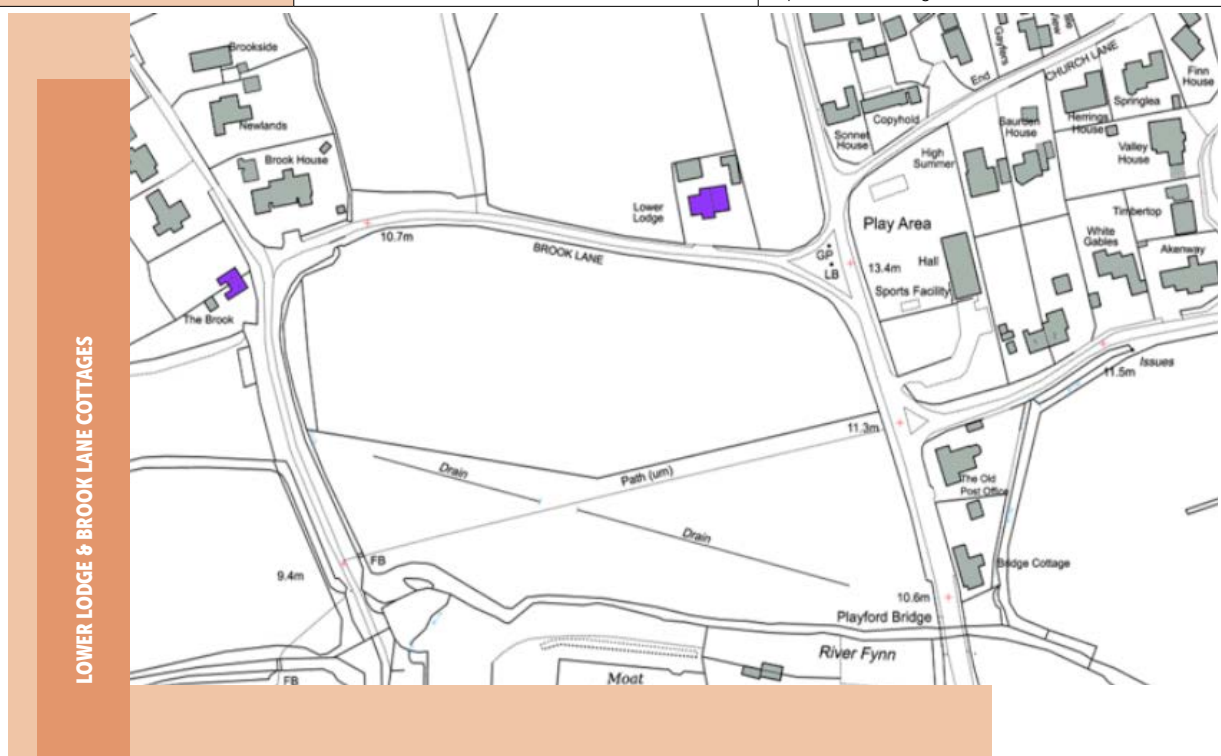 LOWER LODGE & BROOK LANE COTTAGES
Brookside
Newlands
Brook House
10.7m
The Brook
BROOK LANE
Lower
Lodge
Sonnet
House
Copyhold
End
Gayfers
View
CHURCH LANE
Finn
House
Springlea
Herrings
House
High
Summer
Valley
House
Timbertop
White
Gables
Akenway
Play Area
GP
LB
13.4m
Hall
Sports Facility
Issues
11.5m
11.3m
Path (um)
Drain
Drain
The Old
Post Office
Bridge Cottage
FB
9.4m
10.6m
Playford Bridge
River Fynn
Moat
FB